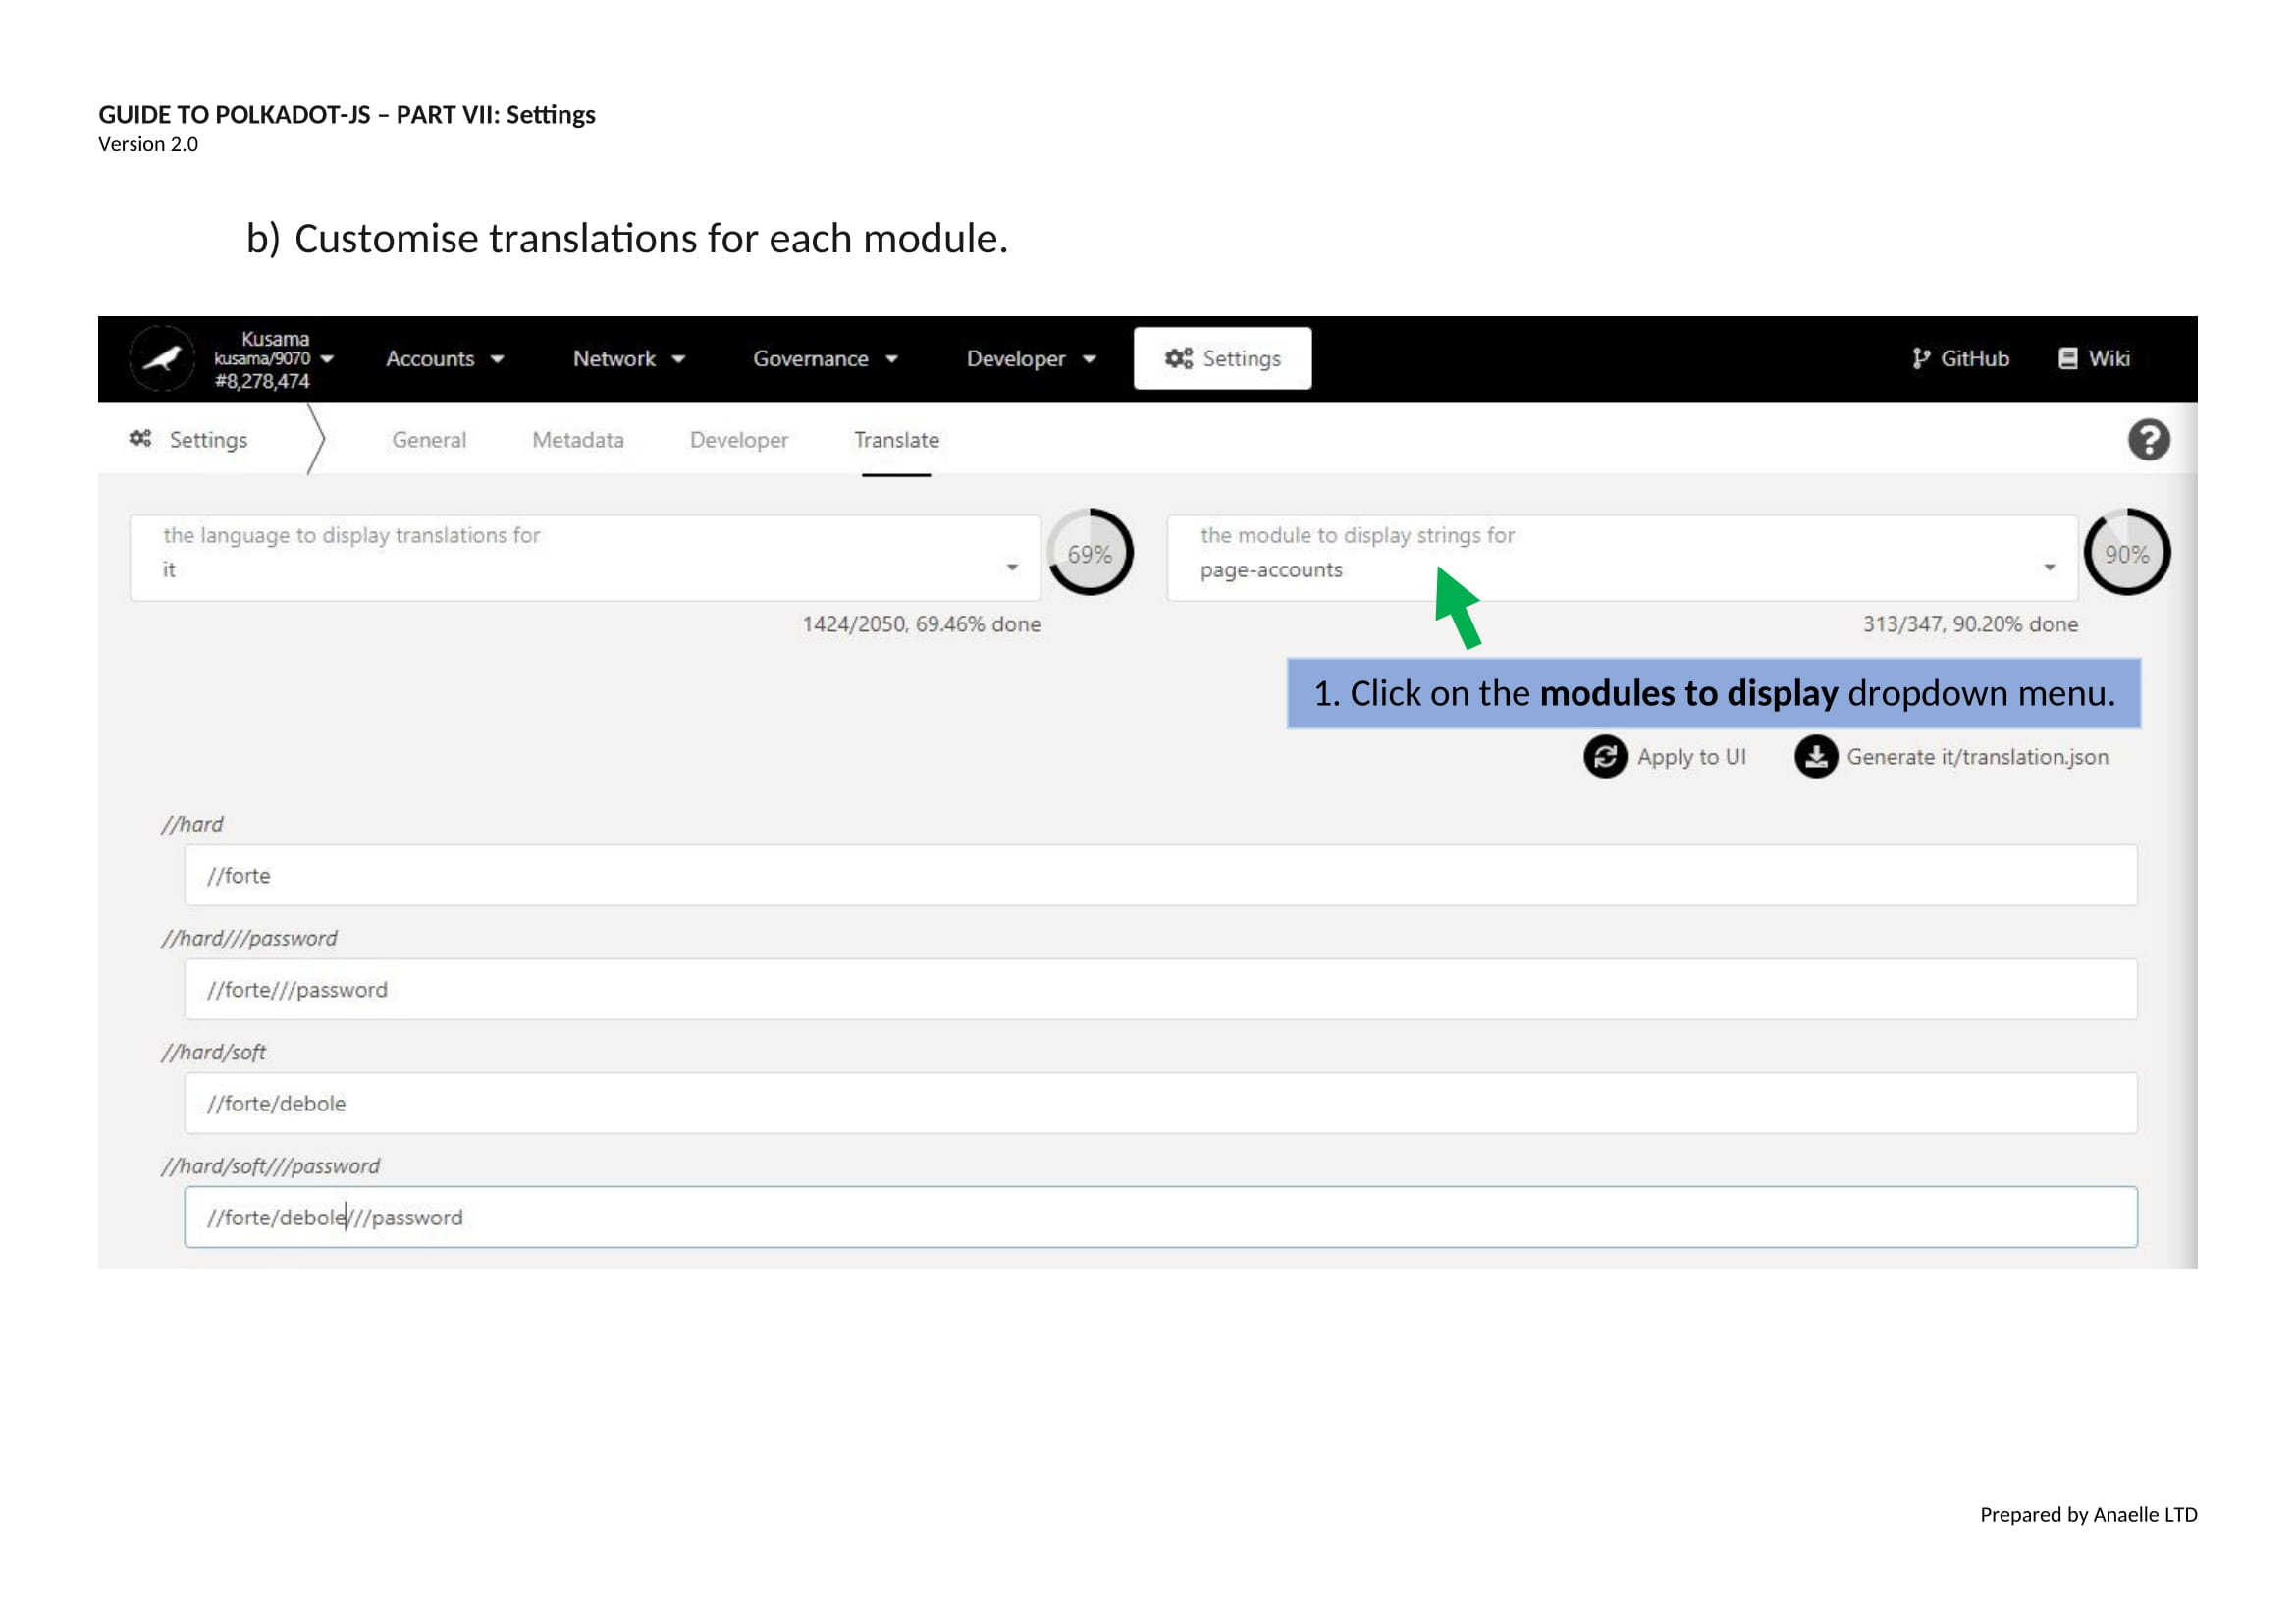 GUIDE TO POLKADOT-JS – PART VII: Settings
Version 2.0
b) Customise translations for each module.
Kusama
kusama/9070
#8,278,474
Accounts
Network
Governance
Developer
Settings
GitHub
Wiki
Settings
General
Metadata
Developer
Translate
the language to display translations for
it
69%
1424/2050, 69.46% done
the module to display strings for
page-accounts
90%
313/347, 90.20% done
1. Click on the modules to display dropdown menu.
Apply to UI
Generate it/translation.json
//hard
//forte
//hard///password
//forte///password
//hard/soft
//forte/debole
//hard/soft///password
//forte/debole///password
Prepared by Anaelle LTD